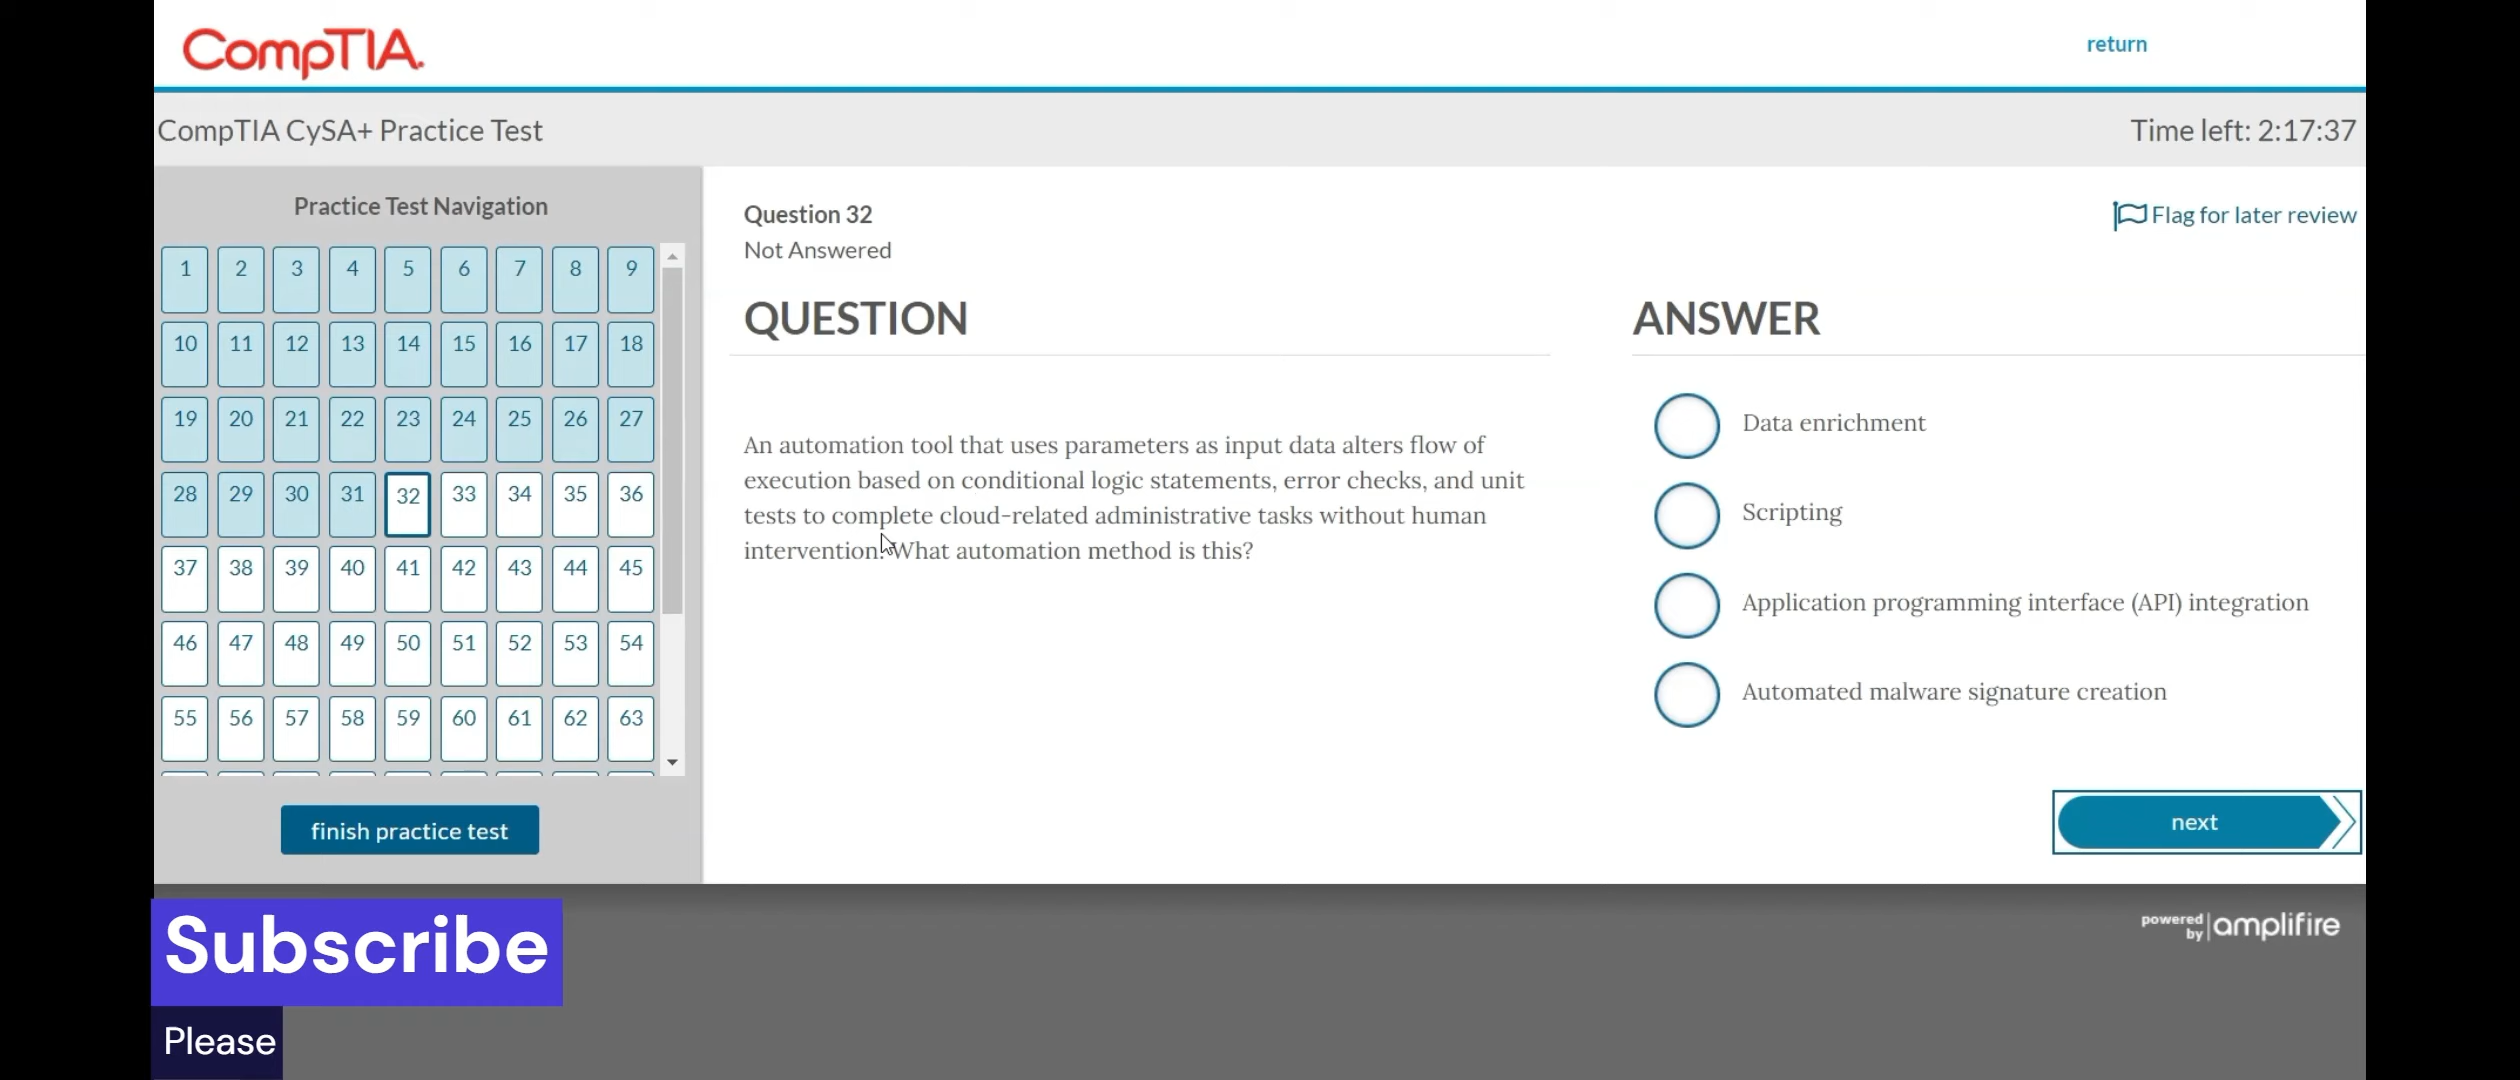 CompTIA.
return
CompTIA CySA+ Practice Test
Time left: 2:17:37
Practice Test Navigation
1 2 3 4 5 6 7 8 9
10 11 12 13 14 15 16 17 18
19 20 21 22 23 24 25 26 27
28 29 30 31 32 33 34 35 36
37 38 39 40 41 42 43 44 45
46 47 48 49 50 51 52 53 54
55 56 57 58 59 60 61 62 63
finish practice test
Question 32
Not Answered
Flag for later review
QUESTION
An automation tool that uses parameters as input data alters flow of
execution based on conditional logic statements, error checks, and unit
tests to complete cloud-related administrative tasks without human
intervention. What automation method is this?
ANSWER
Data enrichment
Scripting
Application programming interface (API) integration
Automated malware signature creation
next
powered by amplifire
Subscribe
Please